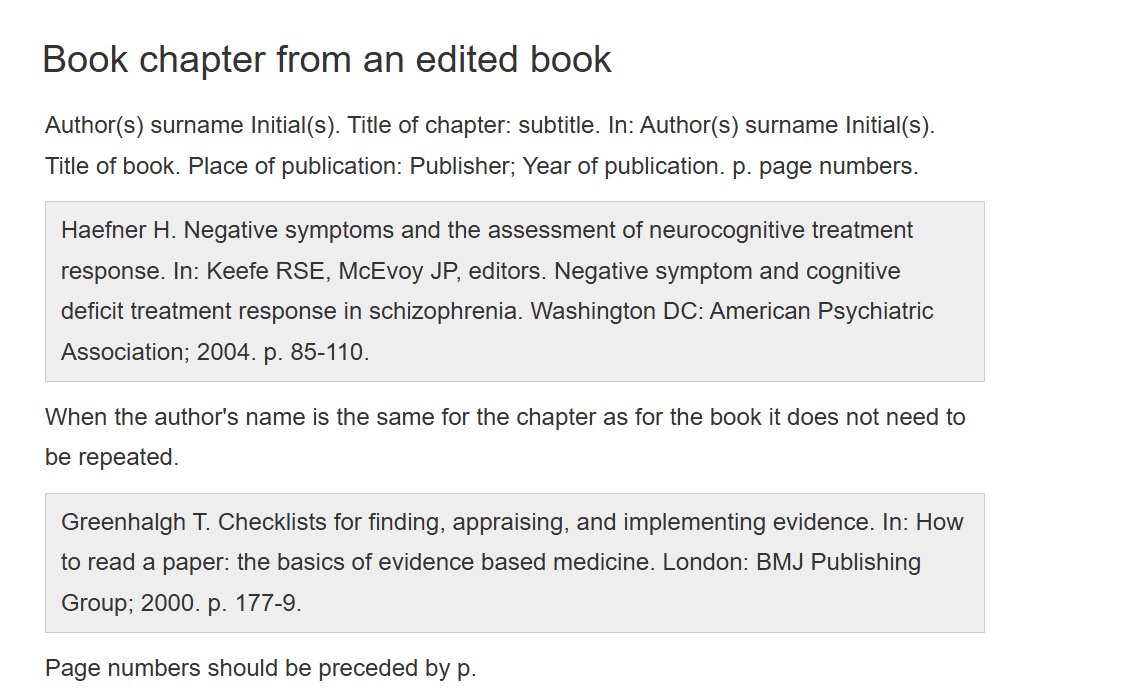 Book chapter from an edited book
Author(s) surname Initial(s). Title of chapter: subtitle. In: Author(s) surname Initial(s).
Title of book. Place of publication: Publisher; Year of publication. p. page numbers.
Haefner H. Negative symptoms and the assessment of neurocognitive treatment
response. In: Keefe RSE, McEvoy JP, editors. Negative symptom and cognitive
deficit treatment response in schizophrenia. Washington DC: American Psychiatric
Association; 2004. p. 85-110.
When the author's name is the same for the chapter as for the book it does not need to
be repeated.
Greenhalgh T. Checklists for finding, appraising, and implementing evidence. In: How
to read a paper: the basics of evidence based medicine. London: BMJ Publishing
Group; 2000. p. 177-9.
Page numbers should be preceded by p.